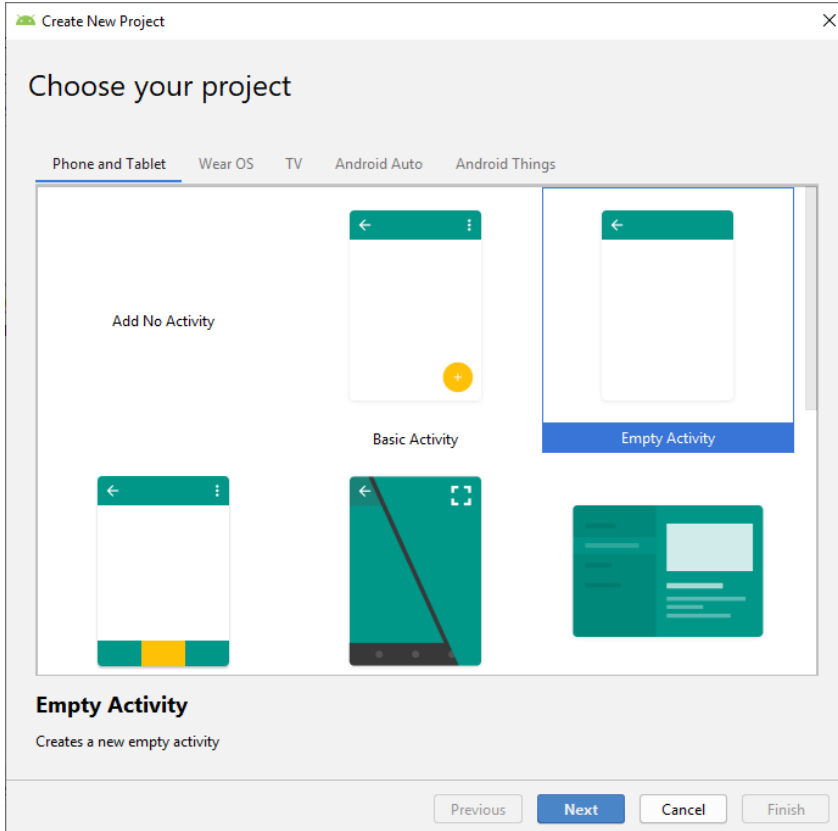 Create New Project
Choose your project
Phone and Tablet Wear OS TV Android Auto Android Things
Add No Activity
Basic Activity
Empty Activity
Empty Activity
Creates a new empty activity
Previous Next Cancel Finish